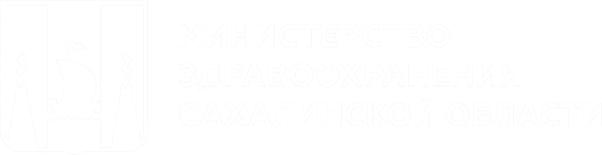 МИНИСТЕРСТВО
ЗДРАВООХРАНЕНИЯ
САХАЛИНСКОЙ ОБЛАСТИ